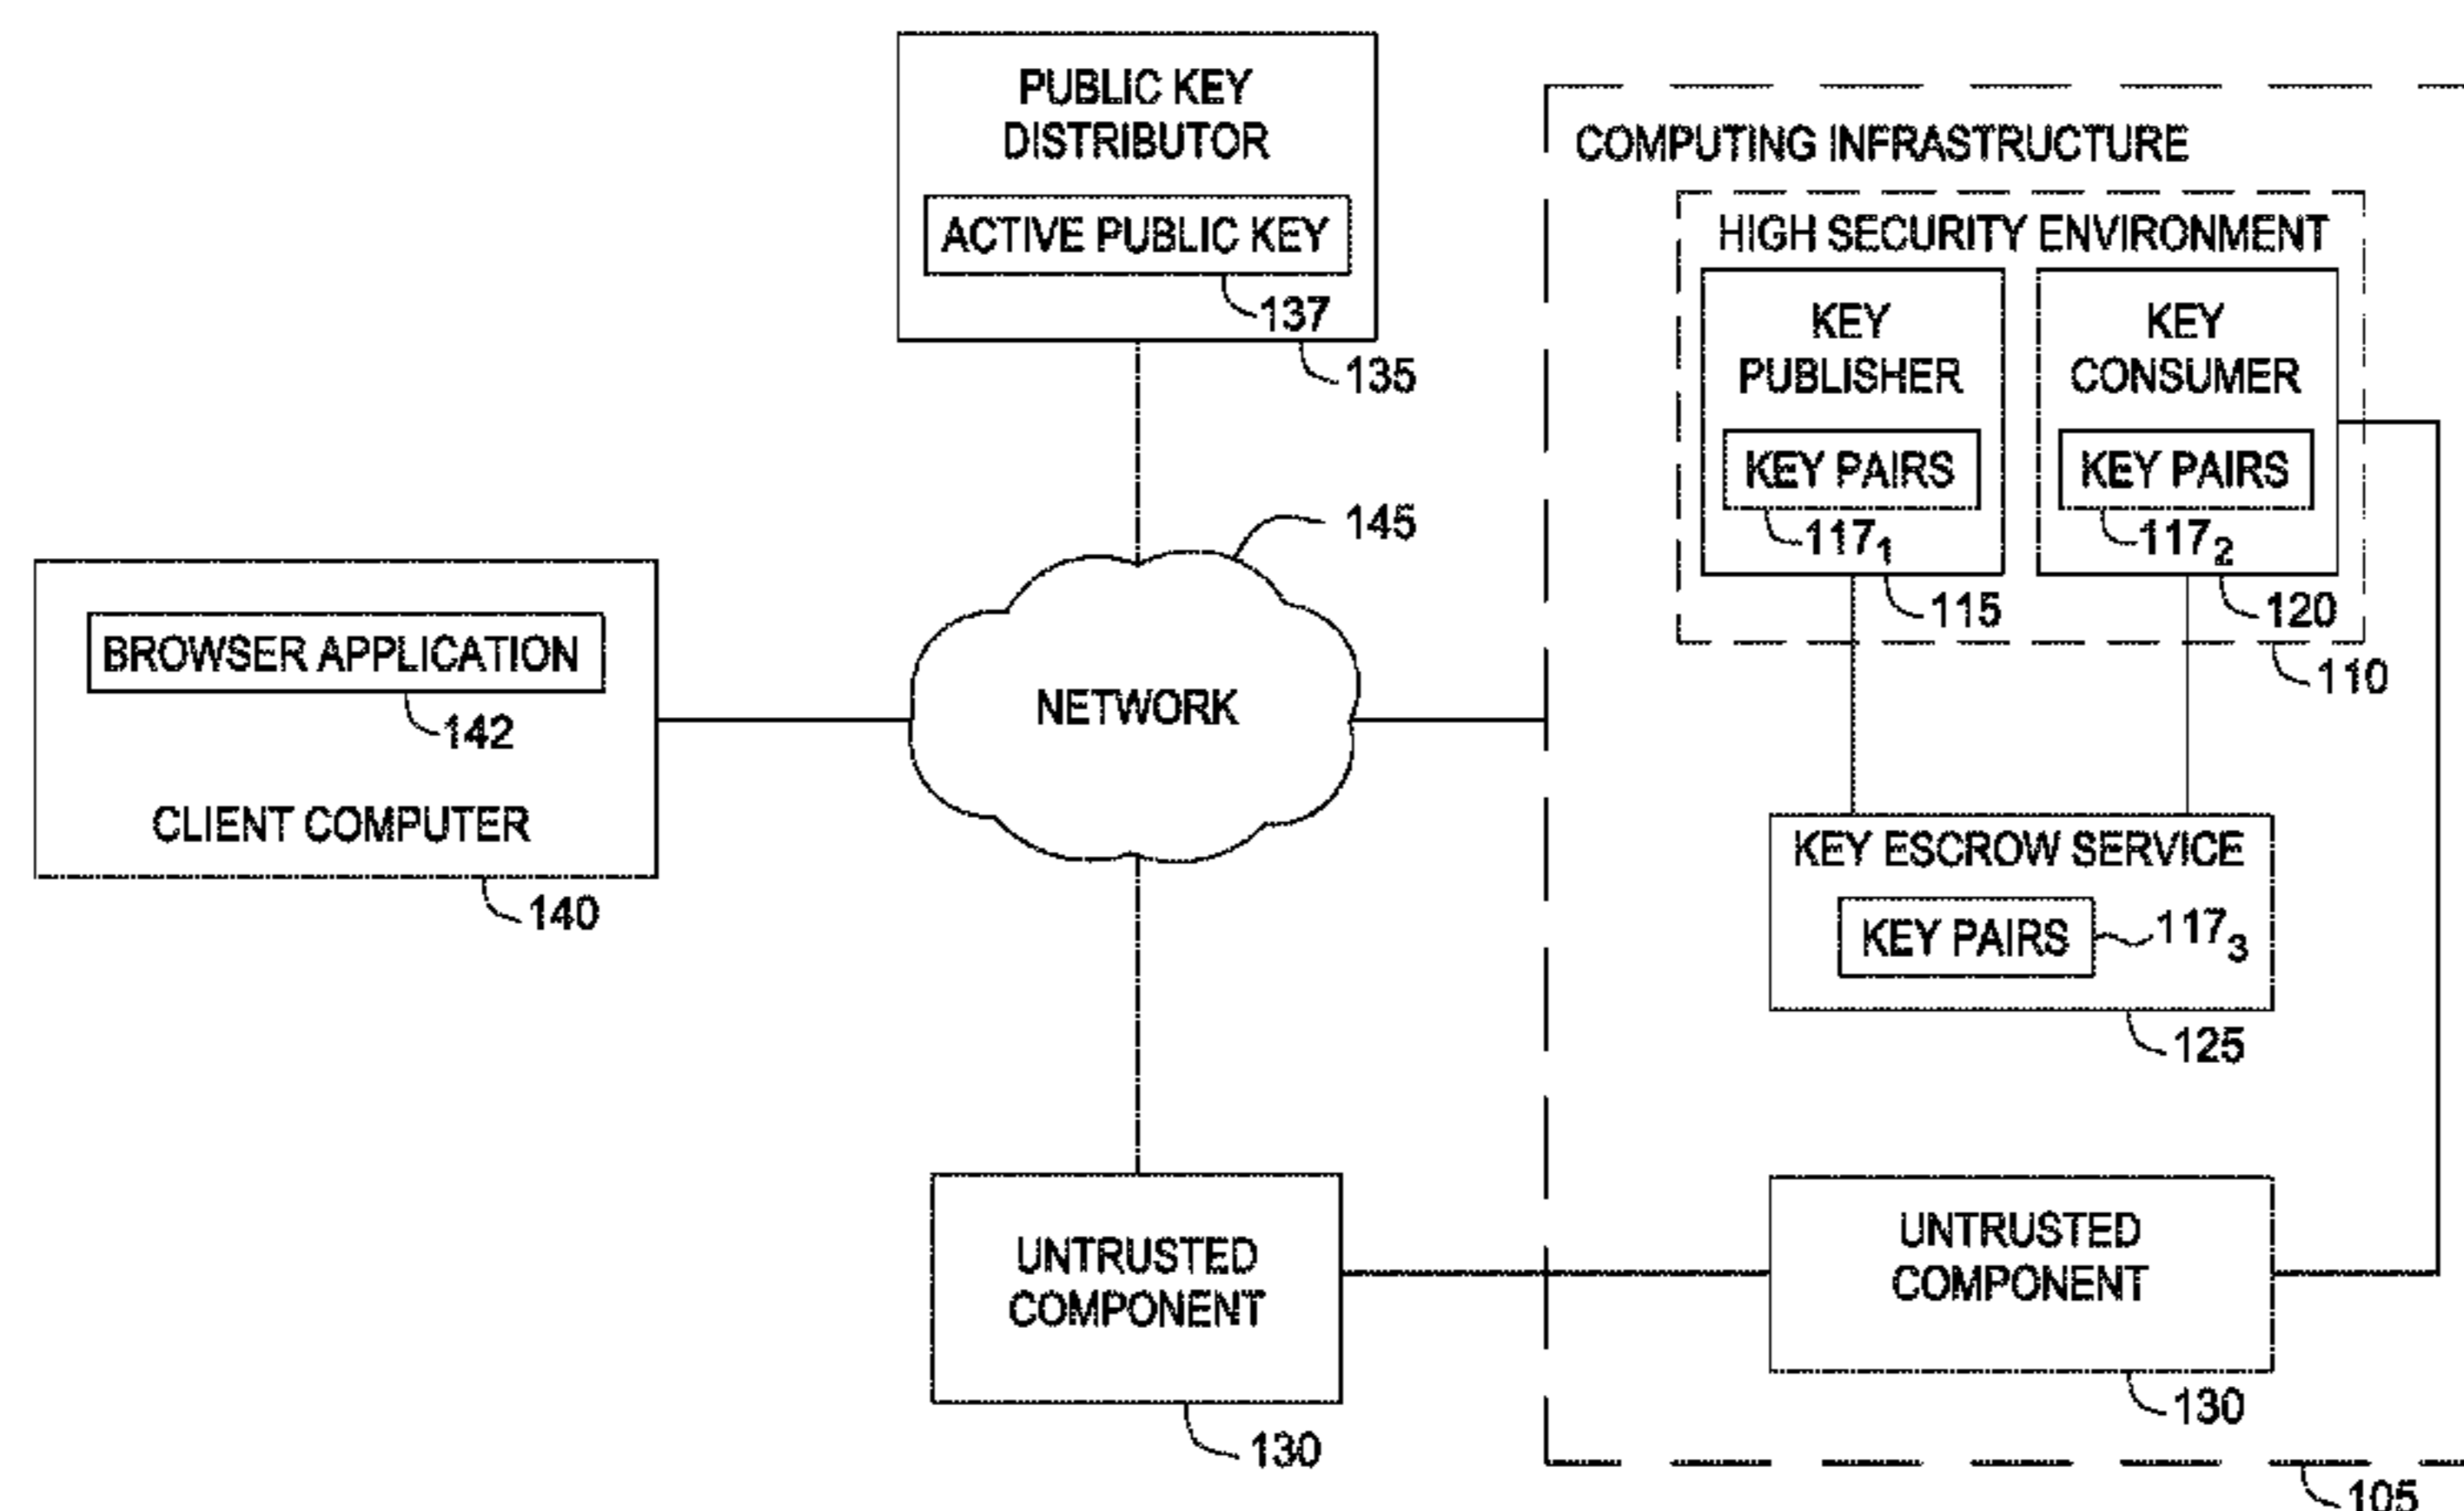 PUBLIC KEY
DISTRIBUTOR
ACTIVE PUBLIC KEY
137
135
COMPUTING INFRASTRUCTURE
HIGH SECURITY ENVIRONMENT
KEY
PUBLISHER
KEY PAIRS
117₁
115
KEY
CONSUMER
KEY PAIRS
117₂
120
110
145
NETWORK
BROWSER APPLICATION
142
CLIENT COMPUTER
140
KEY ESCROW SERVICE
KEY PAIRS
117₃
125
UNTRUSTED
COMPONENT
130
UNTRUSTED
COMPONENT
130
105